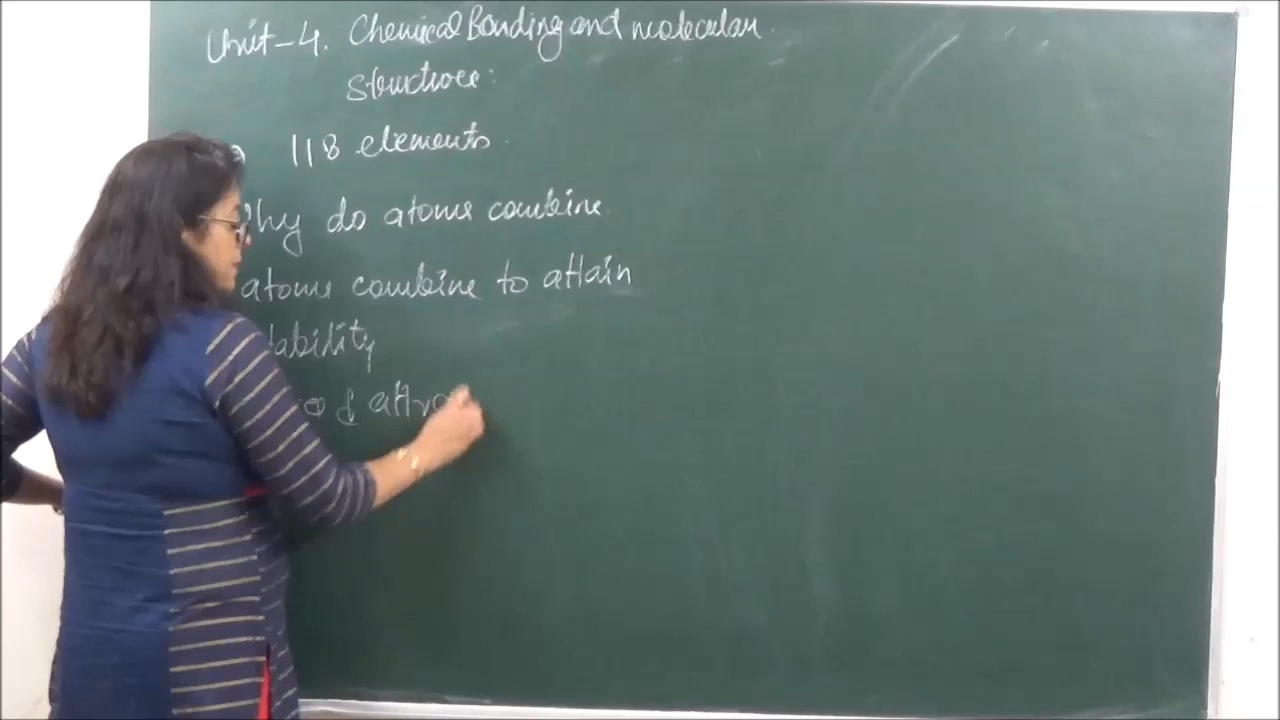 Unit-4. Chemical Bonding and molecular
structure:
118 elements.
hy do atoms combine
atoms combine to attain
tability
& attra